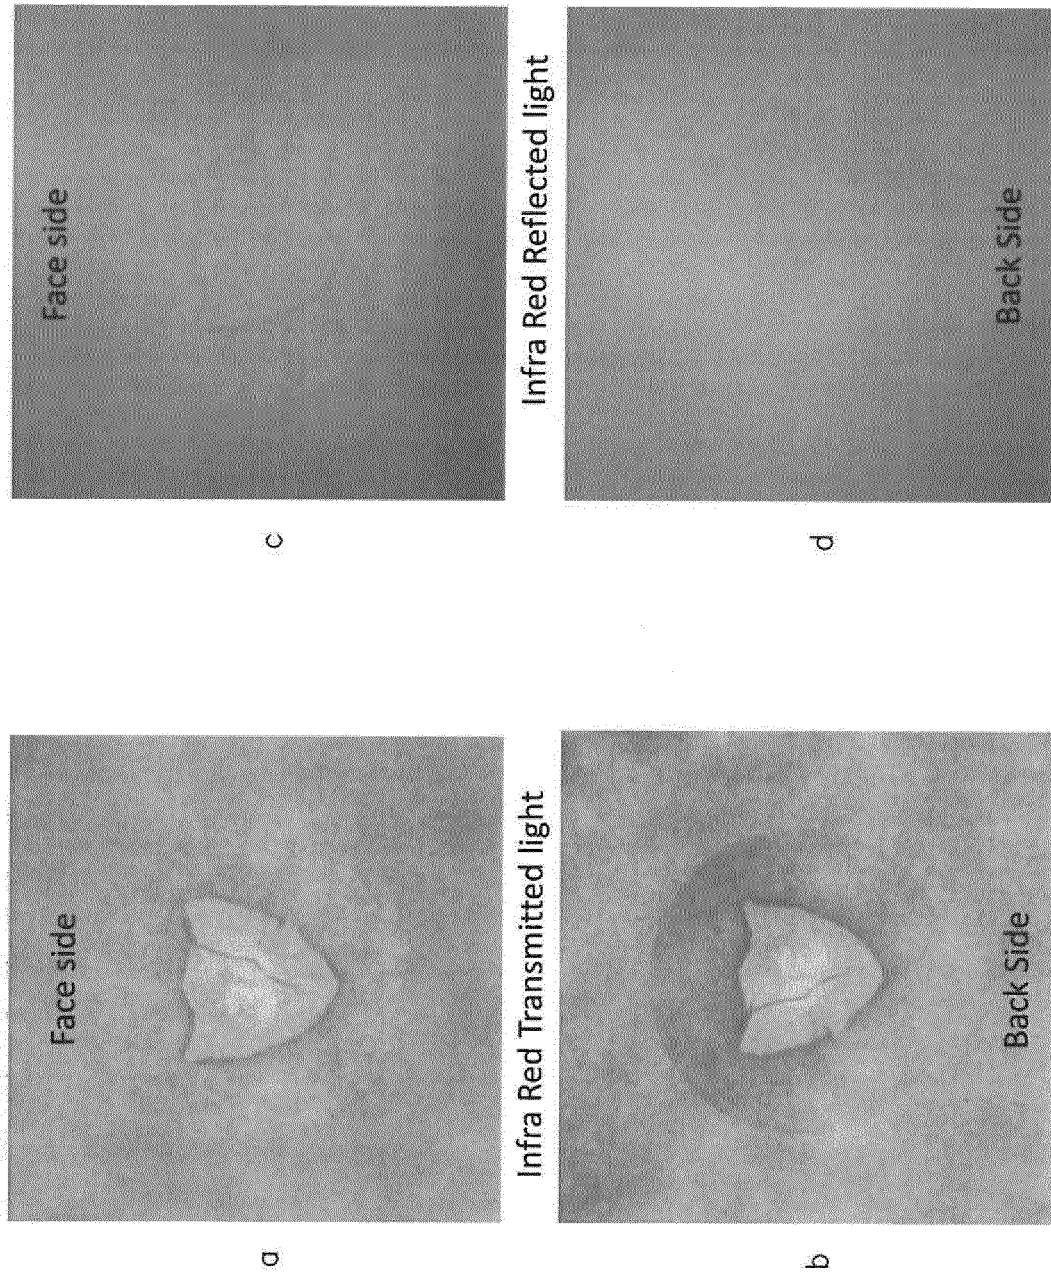 Face side
a
Infra Red Transmitted light
Back Side
b
Face side
c
Infra Red Reflected light
Back Side
d